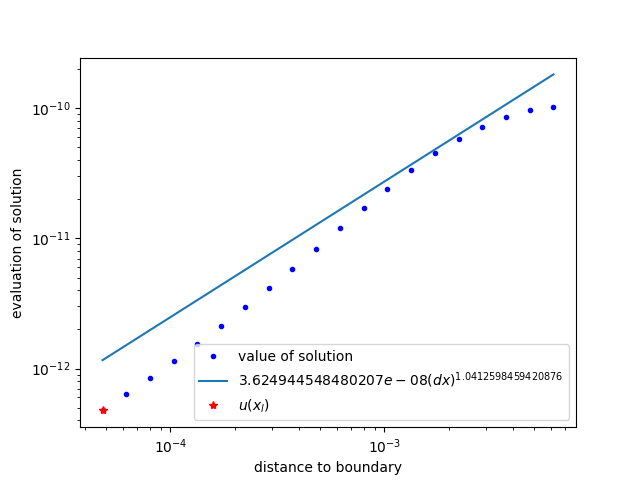 10⁻¹⁰
10⁻¹¹
10⁻¹²
evaluation of solution
value of solution
3.624944548480207e − 08(dx)^1.0412598459420876
u(x_l)
10⁻⁴
10⁻³
distance to boundary